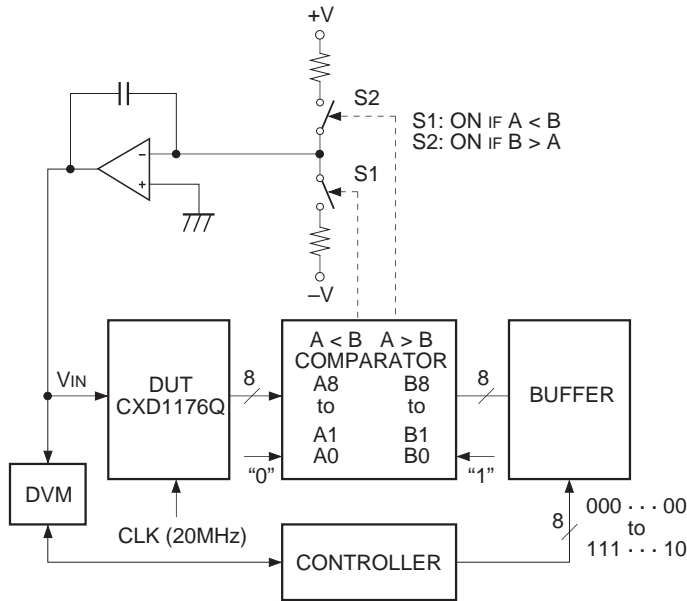 +V
S2
S1: ON IF A < B
S2: ON IF B > A
–
+
S1
–V
A < B A > B
COMPARATOR
A8 B8
to to
A1 B1
A0 B0
VIN
DUT
CXD1176Q
8
8
BUFFER
“0”
“1”
DVM
CLK (20MHz)
CONTROLLER
8
000 · · · 00
to
111 · · · 10